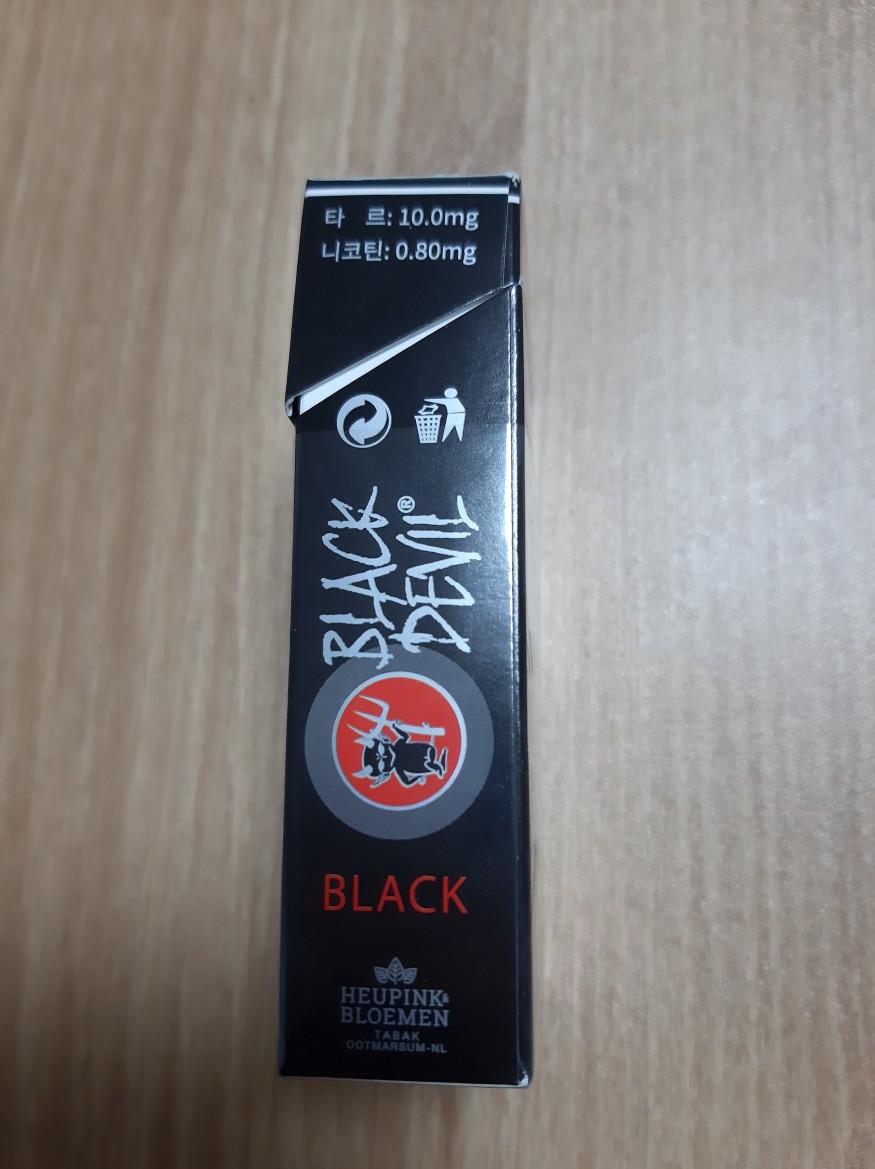 타 르: 10.0mg
니코틴: 0.80mg
BLACK
DEVIL®
BLACK
HEUPINK&
BLOEMEN
TABAK
OOTMARSUM-NL